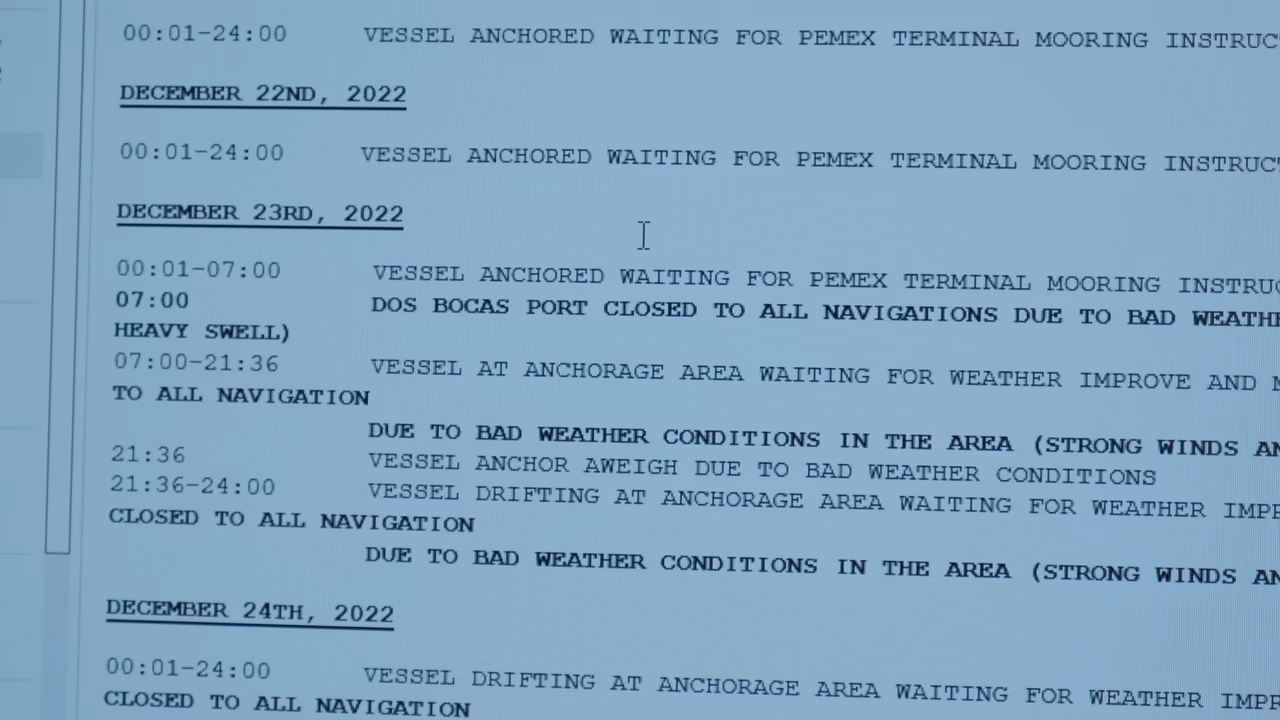 00:01-24:00 VESSEL ANCHORED WAITING FOR PEMEX TERMINAL MOORING
DECEMBER 22ND, 2022
00:01-24:00 VESSEL ANCHORED WAITING FOR PEMEX TERMINAL MOORING
DECEMBER 23RD, 2022
00:01-07:00 VESSEL ANCHORED WAITING FOR PEMEX TERMINAL MOORING
07:00 DOS BOCAS PORT CLOSED TO ALL NAVIGATIONS DUE TO BAD
HEAVY SWELL)
07:00-21:36 VESSEL AT ANCHORAGE AREA WAITING FOR WEATHER IMPROVE AND
TO ALL NAVIGATION
DUE TO BAD WEATHER CONDITIONS IN THE AREA (STRONG WINDS
21:36 VESSEL ANCHOR AWEIGH DUE TO BAD WEATHER CONDITIONS
21:36-24:00 VESSEL DRIFTING AT ANCHORAGE AREA WAITING FOR WEATHER
CLOSED TO ALL NAVIGATION
DUE TO BAD WEATHER CONDITIONS IN THE AREA (STRONG WINDS
DECEMBER 24TH, 2022
00:01-24:00 VESSEL DRIFTING AT ANCHORAGE AREA WAITING FOR WEATHER
CLOSED TO ALL NAVIGATION